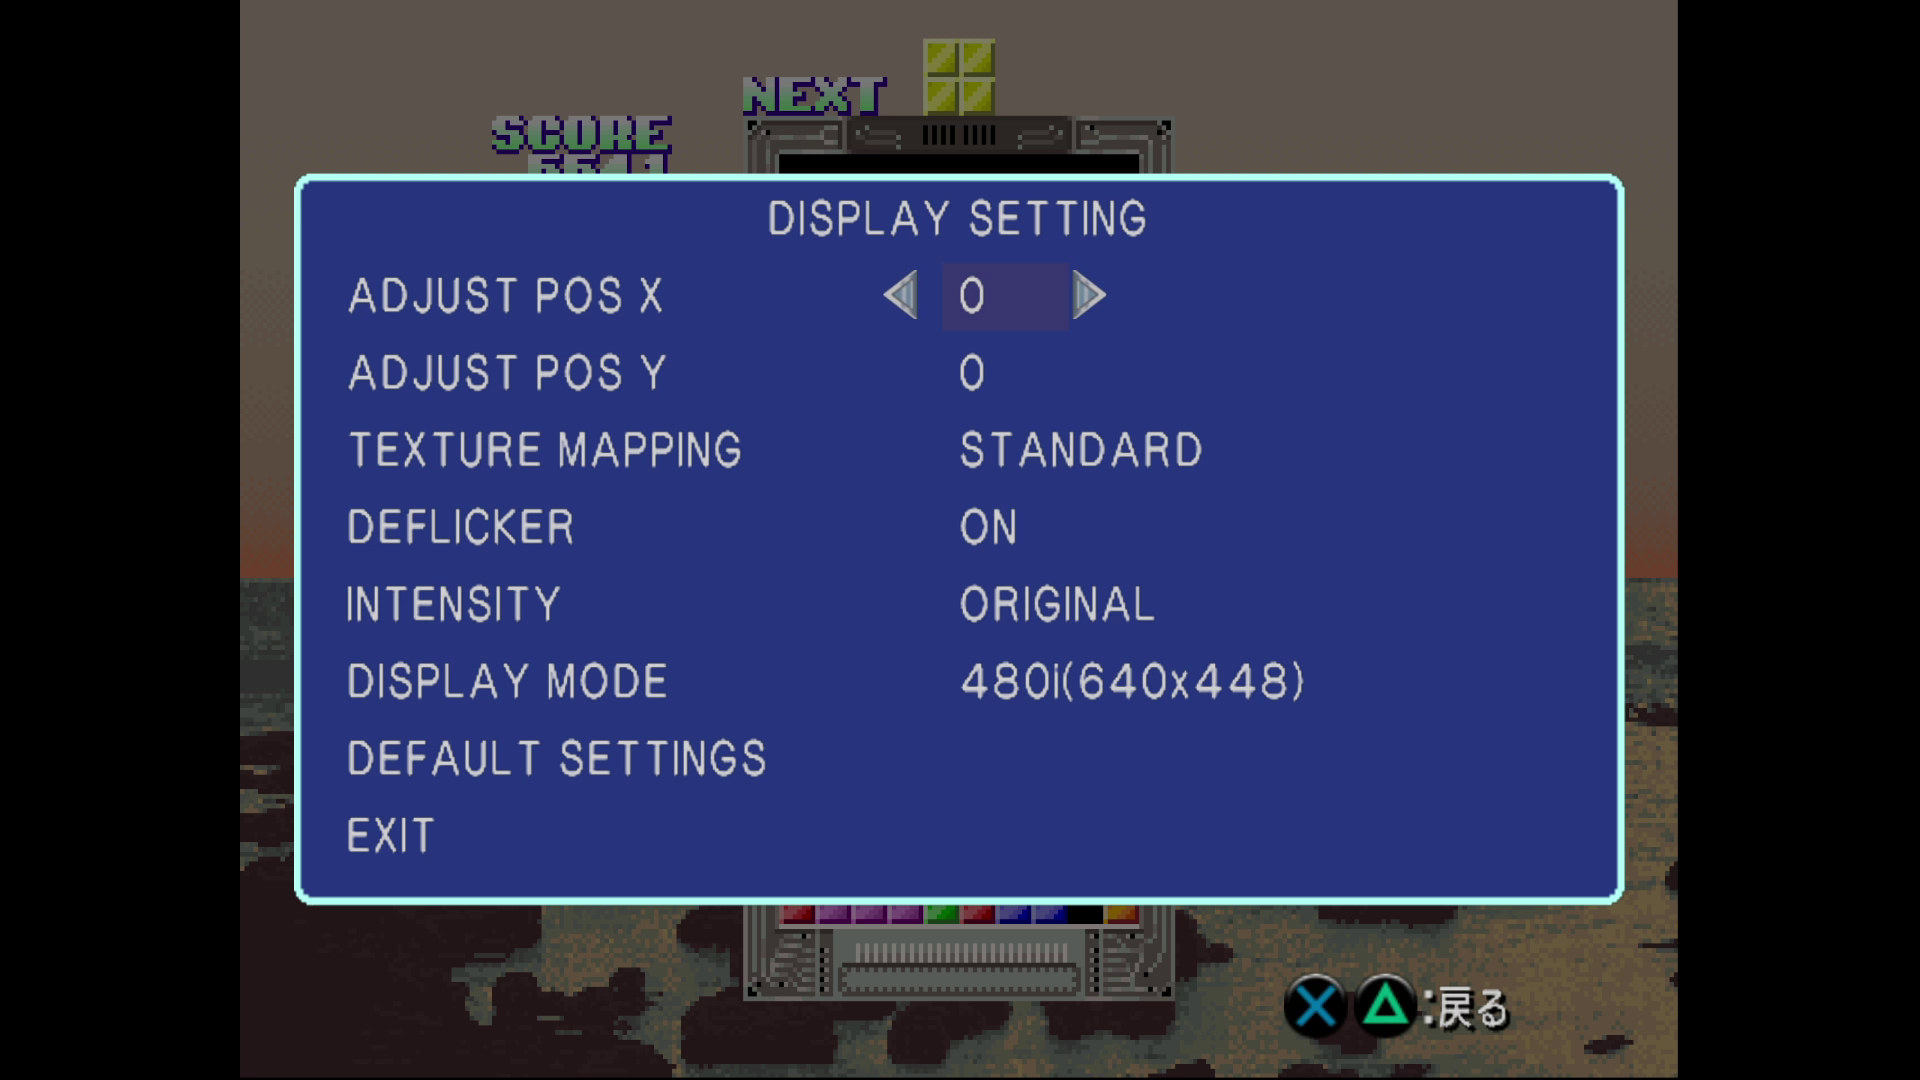 NEXT
SCORE
DISPLAY SETTING
ADJUST POS X 0
ADJUST POS Y 0
TEXTURE MAPPING STANDARD
DEFLICKER ON
INTENSITY ORIGINAL
DISPLAY MODE 480i(640x448)
DEFAULT SETTINGS
EXIT
:戻る